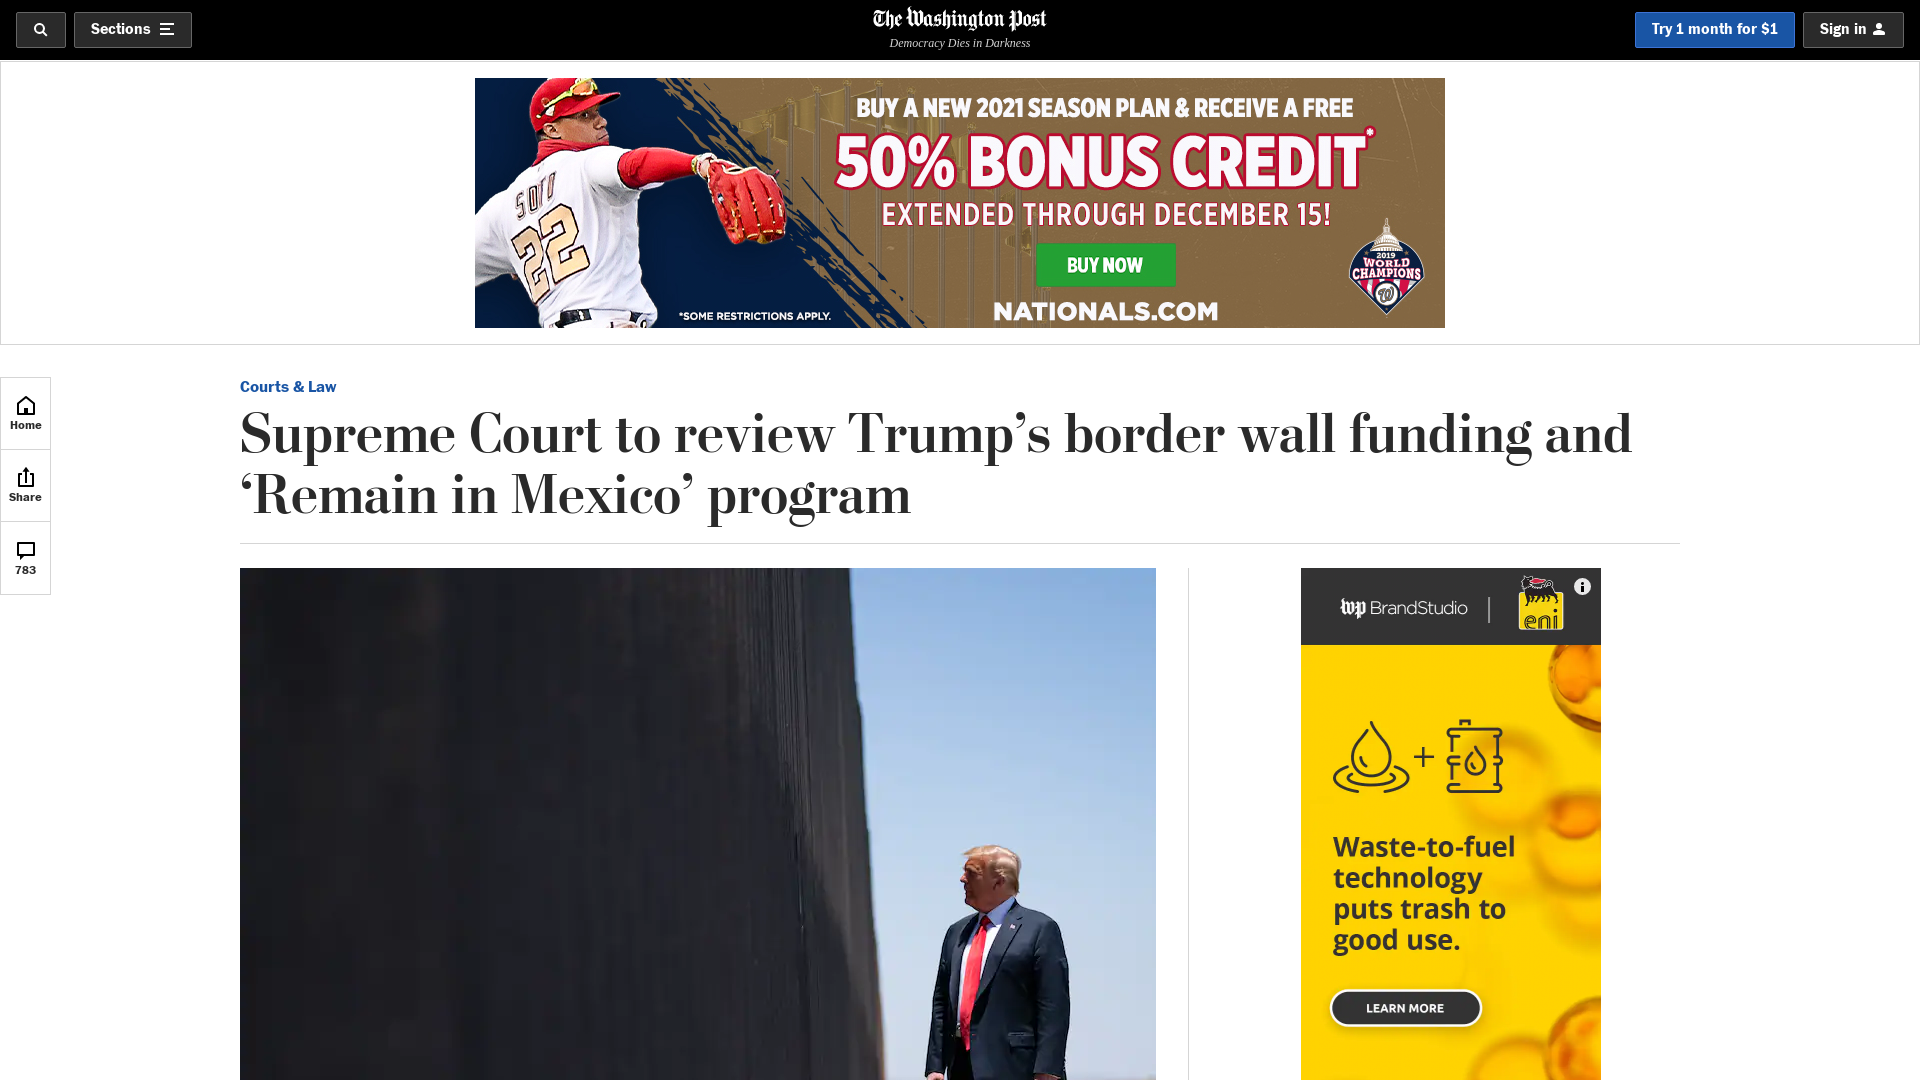 Sections
The Washington Post
Democracy Dies in Darkness
Try 1 month for $1
Sign in
BUY A NEW 2021 SEASON PLAN & RECEIVE A FREE
50% BONUS CREDIT*
EXTENDED THROUGH DECEMBER 15!
BUY NOW
NATIONALS.COM
*SOME RESTRICTIONS APPLY.
22
2019
WORLD
CHAMPIONS
W
Home
Share
783
Courts & Law
Supreme Court to review Trump’s border wall funding and
‘Remain in Mexico’ program
wp BrandStudio
eni
Waste-to-fuel
technology
puts trash to
good use.
LEARN MORE